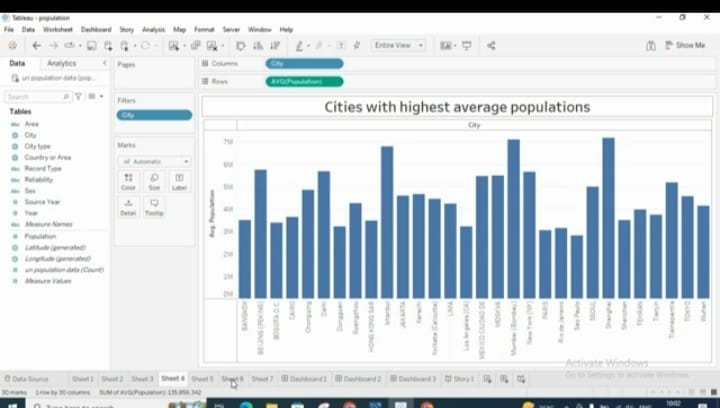 Tableau - population
File Data Worksheet Dashboard Story Analysis Map Format Server Window Help
Entire View
Show Me
Data Analytics
un population data (pop...
Search
Tables
Abc Area
City
City type
Country or Area
Abc Record Type
Abc Reliability
Abc Sex
Source Year
Year
Abc Measure Names
Population
Latitude (generated)
Longitude (generated)
un population data (Count)
Measure Values
Pages
Filters
City
Marks
Automatic
Color Size Label
Detail Tooltip
Columns City
Rows AVG(Population)
Cities with highest average populations
City
Avg. Population
7M
6M
5M
4M
3M
2M
1M
0M
BANGKOK
BEIJING (PEKING)
BOGOTA D.C.
CAIRO
Chongqing
Delhi
Dongguan
Guangzhou
HONG KONG SAR
Istanbul
JAKARTA
Karachi
Kolkata (Calcutta)
LIMA
Los Angeles (CA)
MEXICO CIUDAD DE
MOSKVA
Mumbai (Bombay)
New York (NY)
PARIS
Rio de Janeiro
Sao Paulo
SEOUL
Shanghai
Shenzhen
TEHRAN
Tianjin
TOKYO
Wuhan
Activate Windows
Go to Settings to activate Windows.
Data Source Sheet 1 Sheet 2 Sheet 3 Sheet 4 Sheet 5 Sheet 6 Sheet 7 Dashboard 1 Dashboard 2 Dashboard 3 Story 1
30 marks 1 row by 30 columns SUM of AVG(Population): 135,856,342
Type here to search
10:02